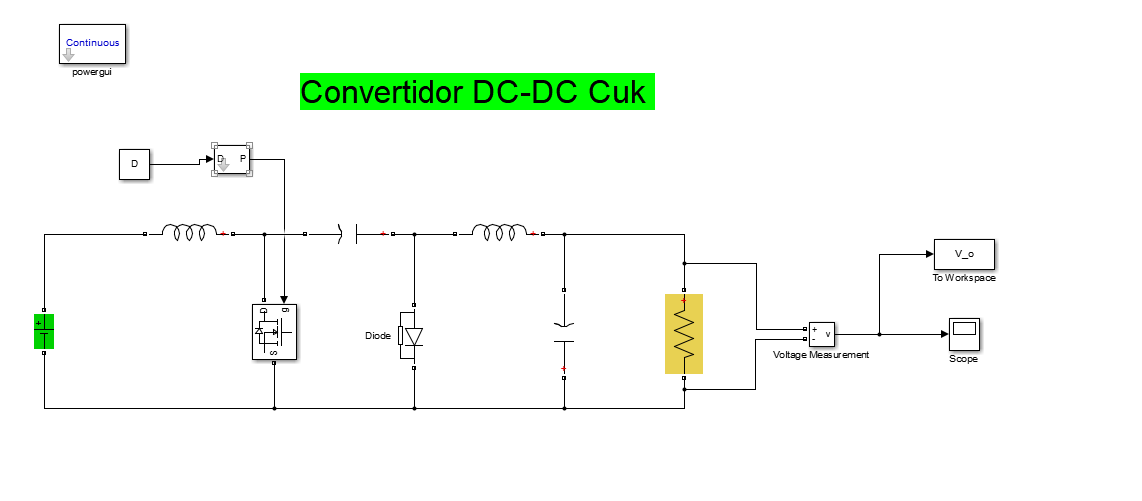 Continuous
powergui
Convertidor DC-DC Cuk
D
D P
D g
S
+
Diode
+
-
v
Voltage Measurement
V_o
To Workspace
Scope